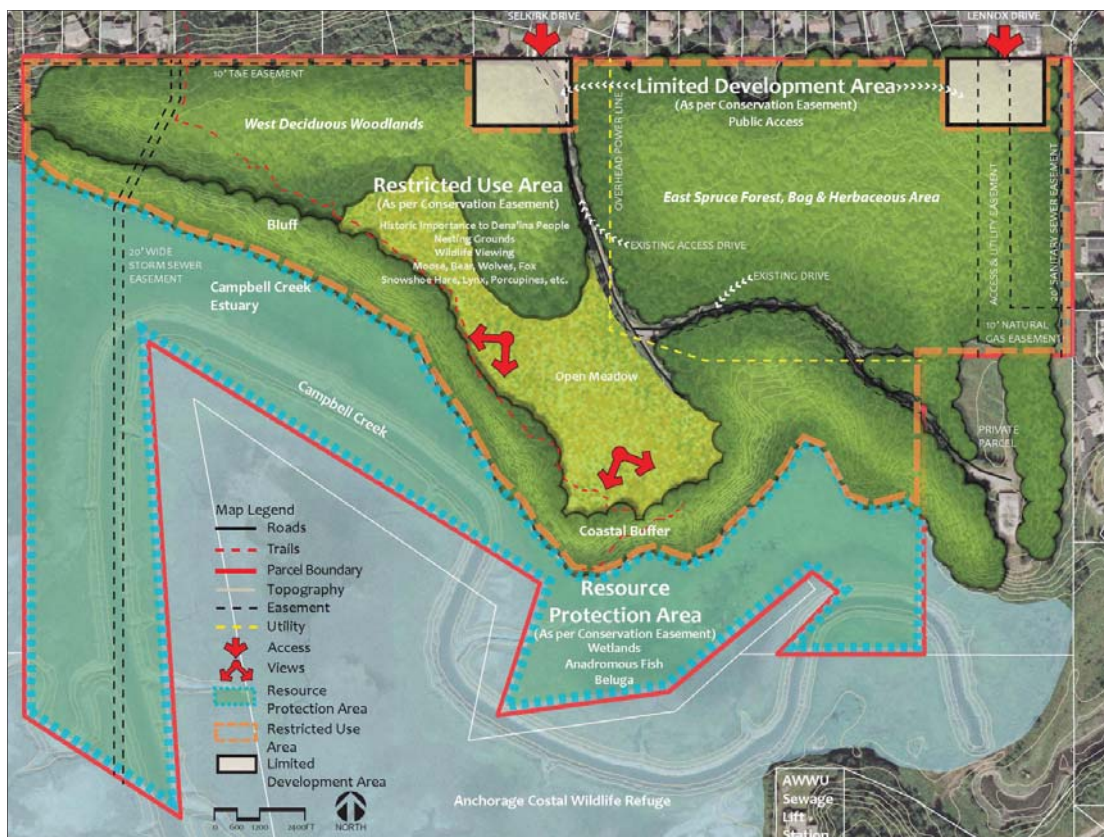 SELKIRK DRIVE
LENNOX DRIVE
10' T&E EASEMENT
Limited Development Area
(As per Conservation Easement)
Public Access
West Deciduous Woodlands
OVERHEAD POWER LINE
Restricted Use Area
(As per Conservation Easement)
Historic Importance to Dena'ina People
Nesting Grounds
Wildlife Viewing
Moose, Bear, Wolves, Fox
Snowshoe Hare, Lynx, Porcupines, etc.
East Spruce Forest, Bog & Herbaceous Area
ACCESS & UTILITY EASEMENT
20' SANITARY SEWER EASEMENT
Bluff
EXISTING ACCESS DRIVE
20' WIDE
STORM SEWER
EASEMENT
EXISTING DRIVE
Campbell Creek
Estuary
10' NATURAL
GAS EASEMENT
Open Meadow
Campbell Creek
PRIVATE
PARCEL
Coastal Buffer
Map Legend
Roads
Trails
Parcel Boundary
Topography
Easement
Utility
Access
Views
Resource
Protection Area
Restricted Use
Area
Limited
Development Area
0 600 1200 2400FT
NORTH
Resource
Protection Area
(As per Conservation Easement)
Wetlands
Anadromous Fish
Beluga
Anchorage Costal Wildlife Refuge
AWWU
Sewage
Lift
Station